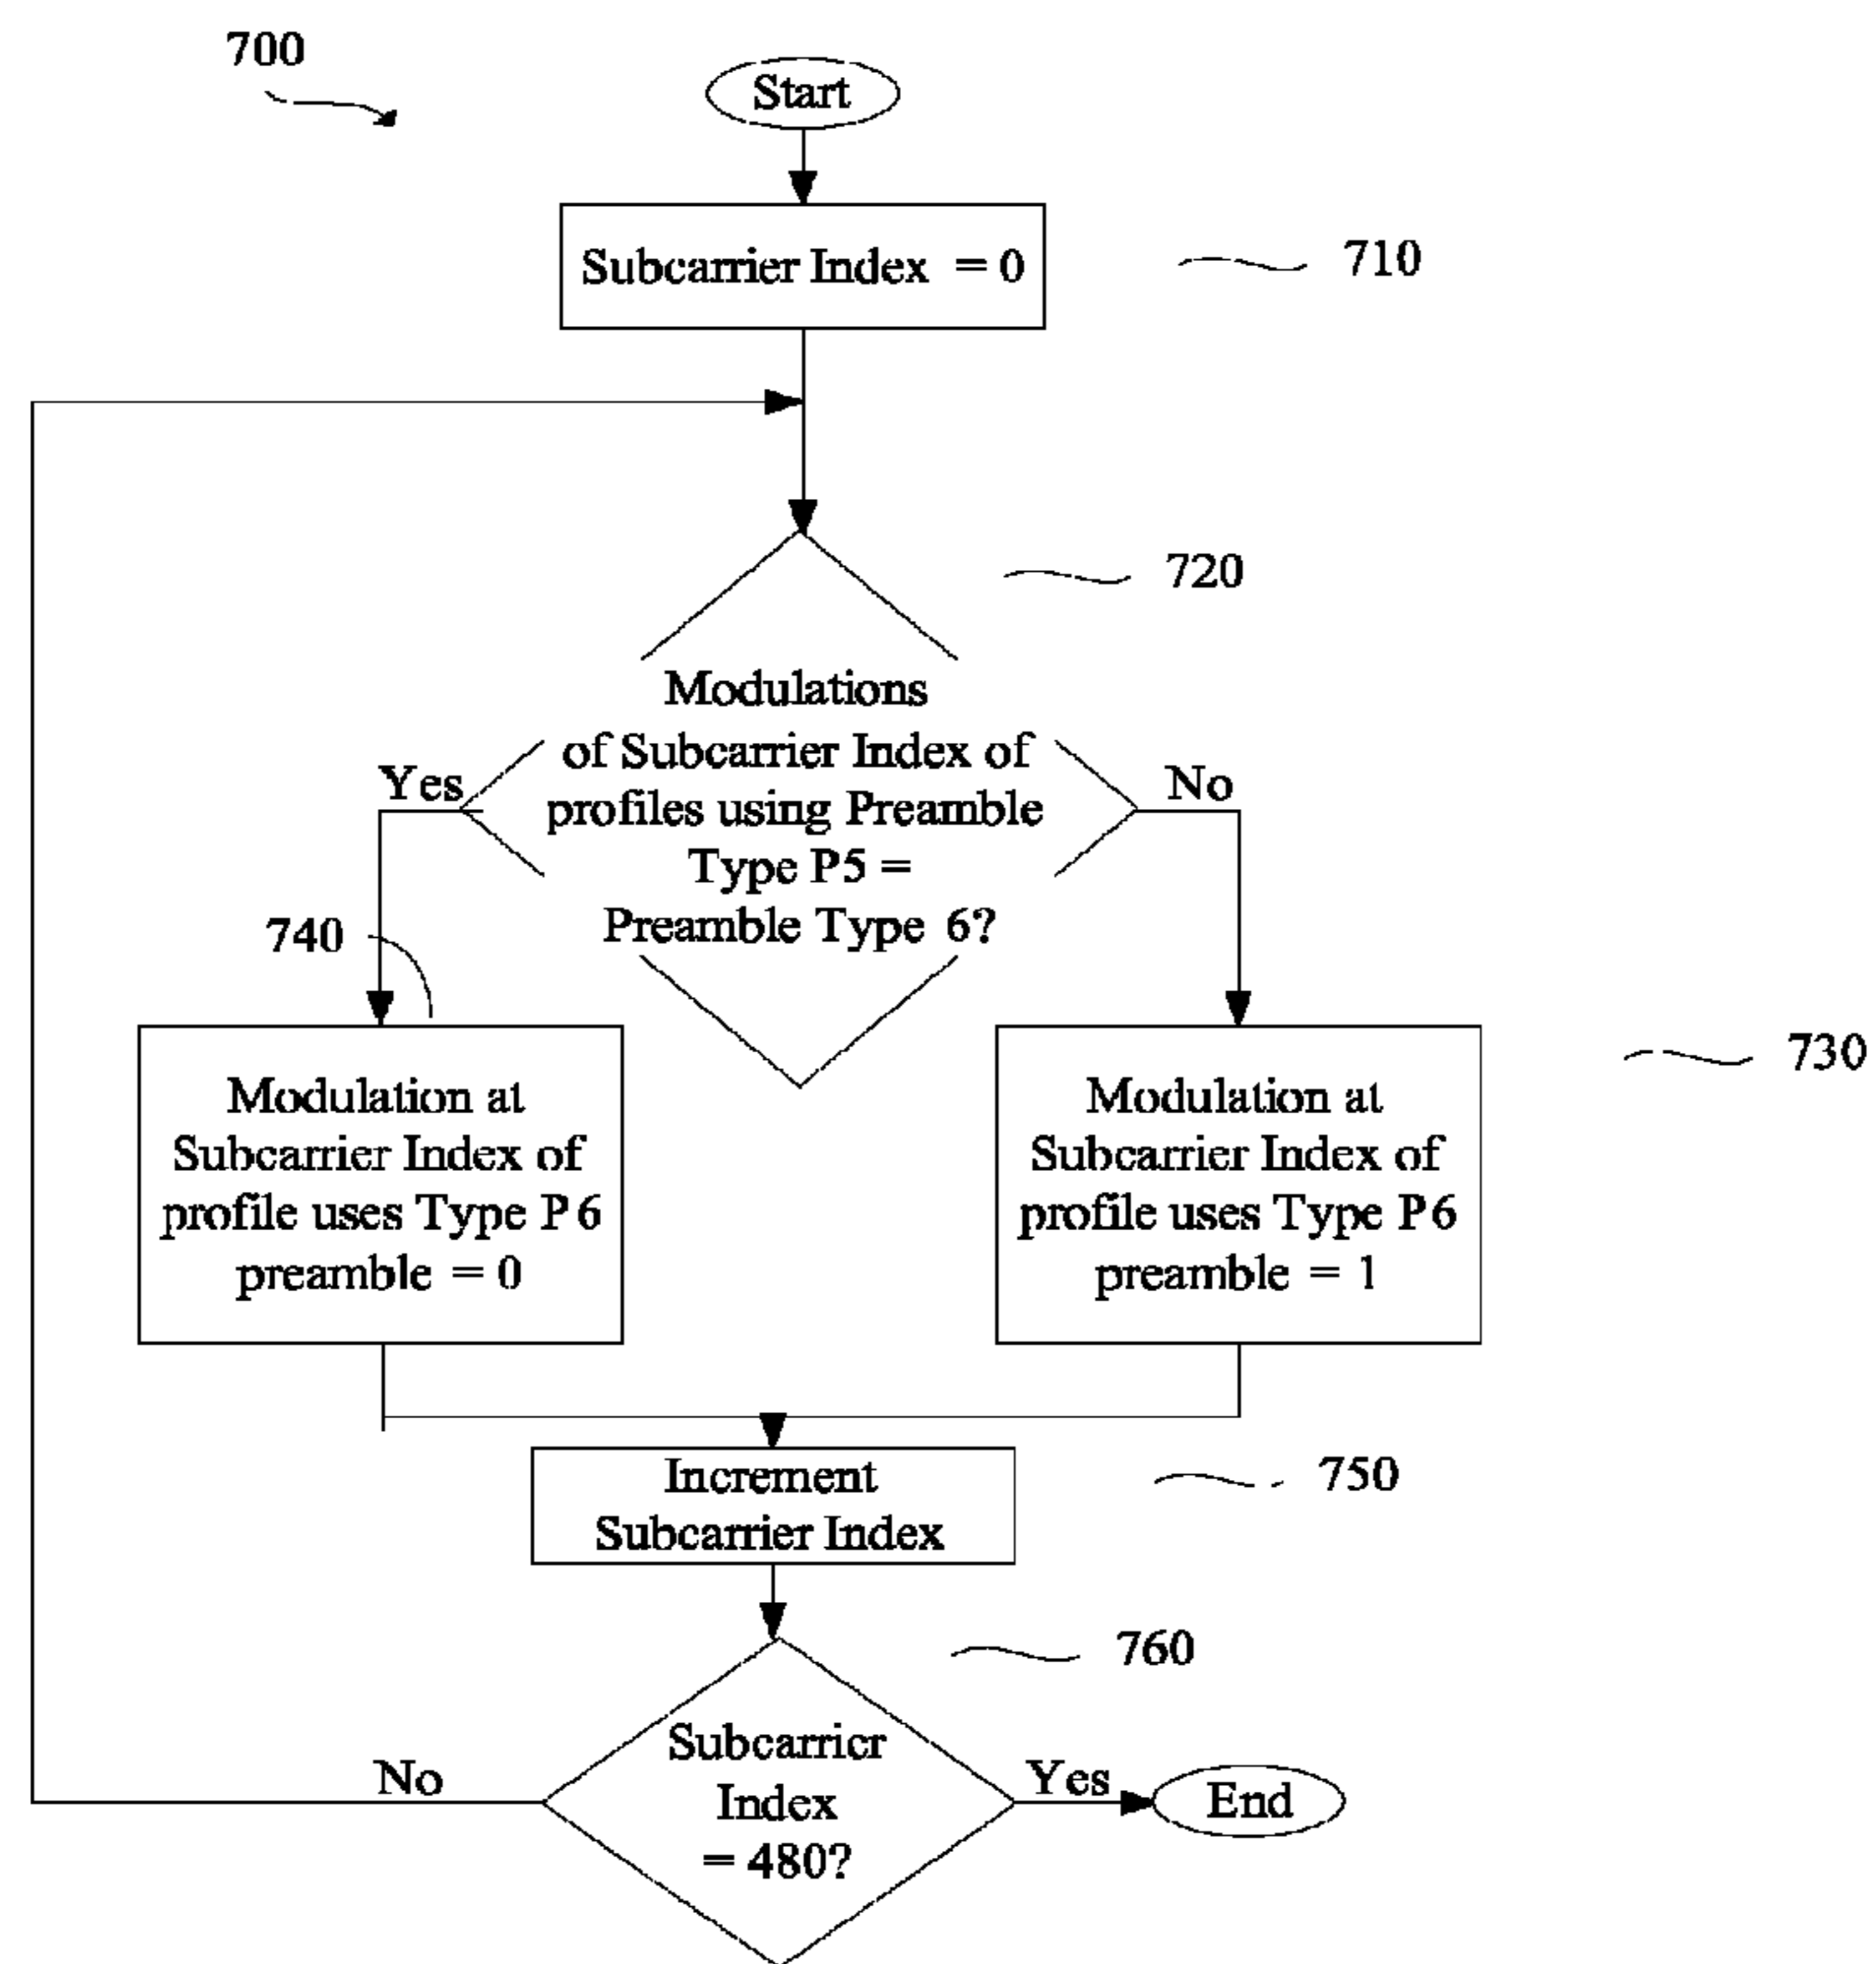 700
Start
Subcarrier Index = 0
710
720
Modulations
of Subcarrier Index of
profiles using Preamble
Type P5 =
Preamble Type 6?
Yes
No
740
730
Modulation at
Subcarrier Index of
profile uses Type P6
preamble = 0
Modulation at
Subcarrier Index of
profile uses Type P6
preamble = 1
Increment
Subcarrier Index
750
760
Subcarrier
Index
= 480?
No
Yes
End